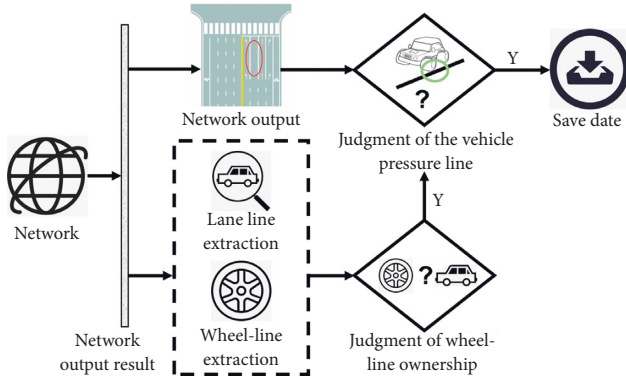 Network
Network
output result
Network output
Lane line
extraction
Wheel-line
extraction
?
Judgment of the vehicle
pressure line
Y
Y
?
Judgment of wheel-
line ownership
Save date